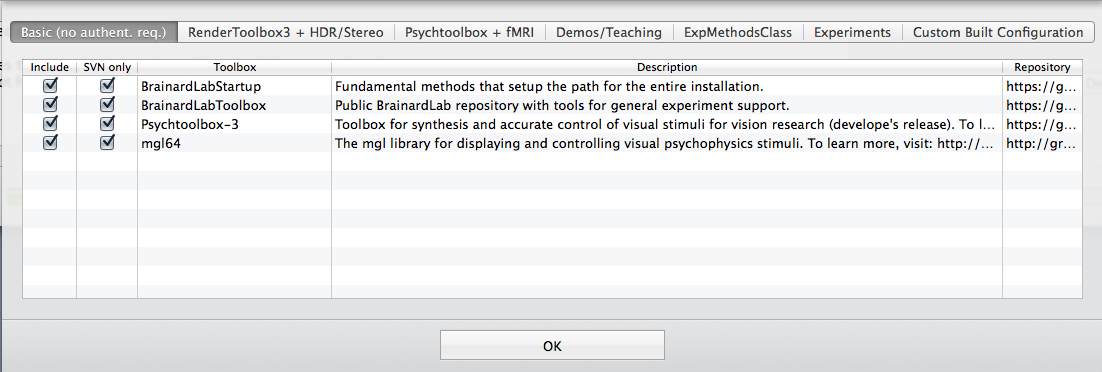 Basic (no authent. req.) RenderToolbox3 + HDR/Stereo Psychtoolbox + fMRI Demos/Teaching ExpMethodsClass Experiments Custom Built Configuration
Include SVN only Toolbox Description Repository
BrainardLabStartup Fundamental methods that setup the path for the entire installation. https://g...
BrainardLabToolbox Public BrainardLab repository with tools for general experiment support. https://g...
Psychtoolbox-3 Toolbox for synthesis and accurate control of visual stimuli for vision research (develope's release). To l... https://g...
mgl64 The mgl library for displaying and controlling visual psychophysics stimuli. To learn more, visit: http://... http://gr...
OK